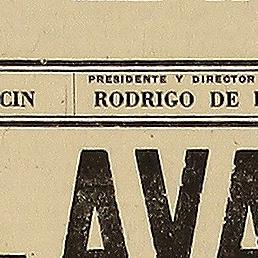 PRESIDENTE Y DIRECTOR
CIN RODRIGO DE
AVA